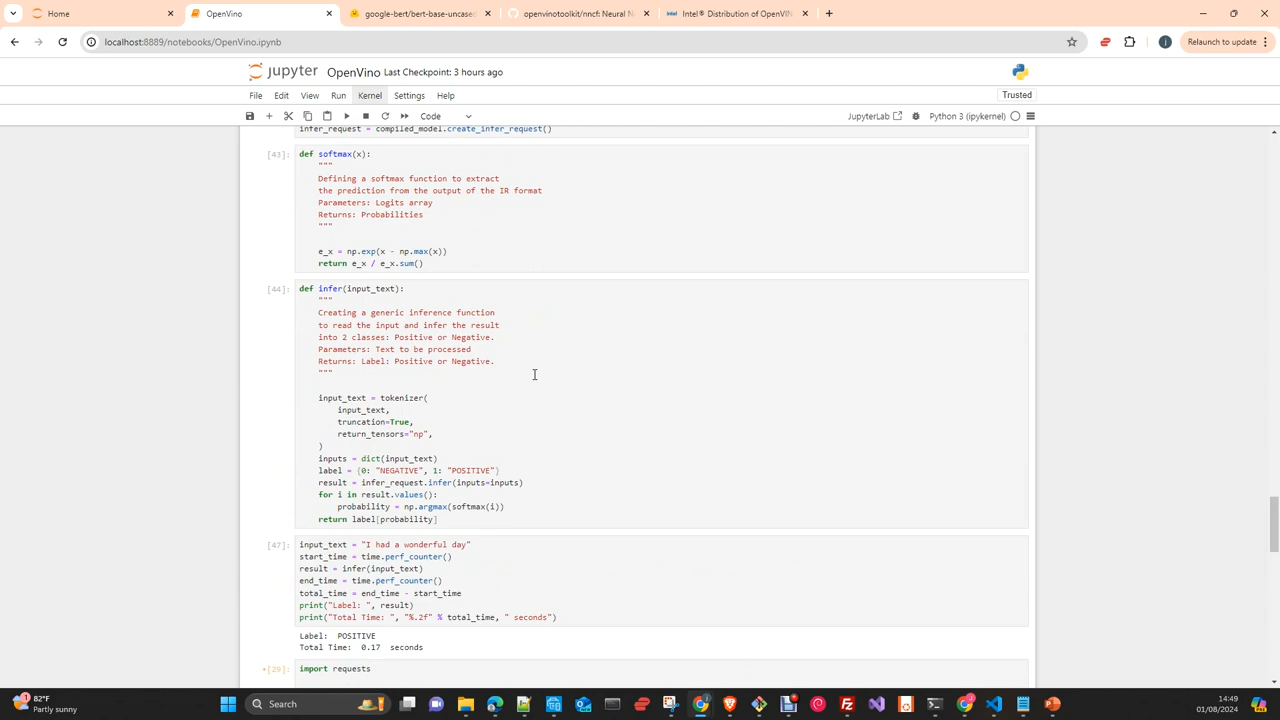 Home
OpenVino
google-bert/bert-base-uncased
openvinotoolkit/nncf: Neural N
Intel® Distribution of OpenVIN
localhost:8889/notebooks/OpenVino.ipynb
Relaunch to update
jupyter OpenVino Last Checkpoint: 3 hours ago
File Edit View Run Kernel Settings Help
Trusted
Code
JupyterLab
Python 3 (ipykernel)
infer_request = compiled_model.create_infer_request()
[43]:
def softmax(x):
"""
Defining a softmax function to extract
the prediction from the output of the IR format
Parameters: Logits array
Returns: Probabilities
"""
e_x = np.exp(x - np.max(x))
return e_x / e_x.sum()
[44]:
def infer(input_text):
"""
Creating a generic inference function
to read the input and infer the result
into 2 classes: Positive or Negative.
Parameters: Text to be processed
Returns: Label: Positive or Negative.
"""
input_text = tokenizer(
input_text,
truncation=True,
return_tensors="np",
)
inputs = dict(input_text)
label = {0: "NEGATIVE", 1: "POSITIVE"}
result = infer_request.infer(inputs=inputs)
for i in result.values():
probability = np.argmax(softmax(i))
return label[probability]
[47]:
input_text = "I had a wonderful day"
start_time = time.perf_counter()
result = infer(input_text)
end_time = time.perf_counter()
total_time = end_time - start_time
print("Label: ", result)
print("Total Time: ", "%.2f" % total_time, " seconds")
Label:  POSITIVE
Total Time:  0.17  seconds
*[29]:
import requests
82°F
Partly sunny
Search
14:49
01/08/2024